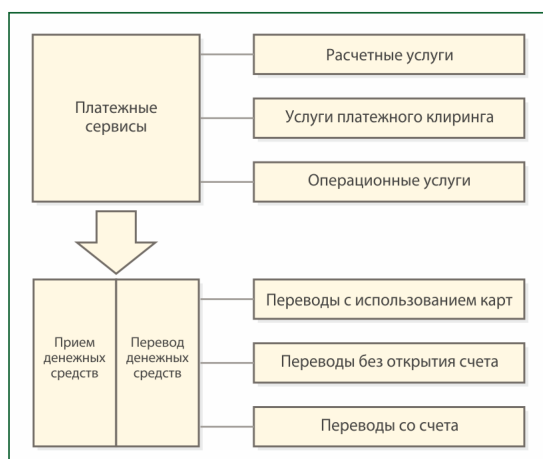 Платежные
сервисы
Расчетные услуги
Услуги платежного клиринга
Операционные услуги
Прием
денежных
средств
Перевод
денежных
средств
Переводы с использованием карт
Переводы без открытия счета
Переводы со счета